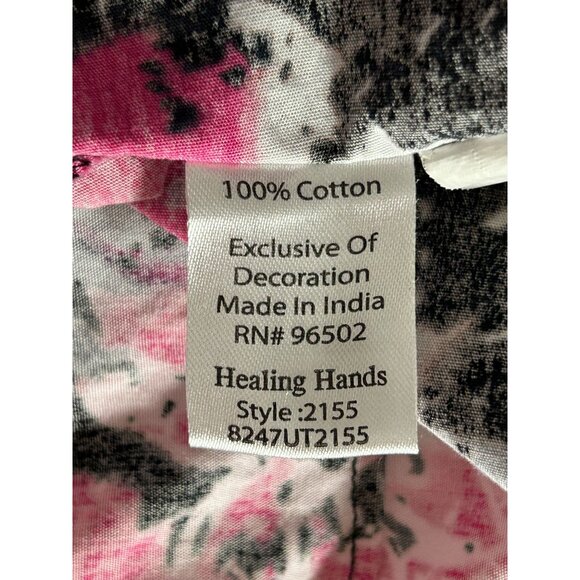 100% Cotton
Exclusive Of
Decoration
Made In India
RN# 96502
Healing Hands
Style :2155
8247UT2155